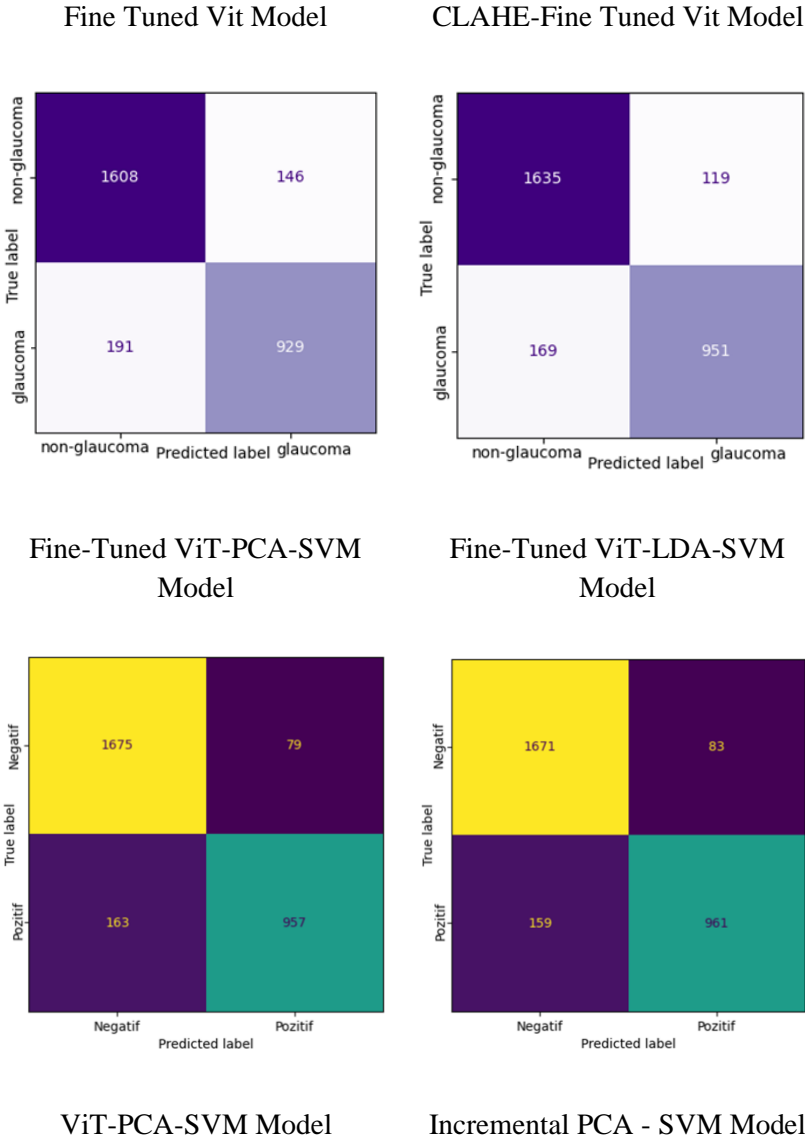 Fine Tuned Vit Model
CLAHE-Fine Tuned Vit Model
non-glaucoma
1608
146
True label
glaucoma
191
929
non-glaucoma
Predicted label
glaucoma
non-glaucoma
1635
119
True label
glaucoma
169
951
non-glaucoma
Predicted label
glaucoma
Fine-Tuned ViT-PCA-SVM
Model
Fine-Tuned ViT-LDA-SVM
Model
Negatif
1675
79
True label
Pozitif
163
957
Negatif
Pozitif
Predicted label
Negatif
1671
83
True label
Pozitif
159
961
Negatif
Pozitif
Predicted label
ViT-PCA-SVM Model
Incremental PCA - SVM Model